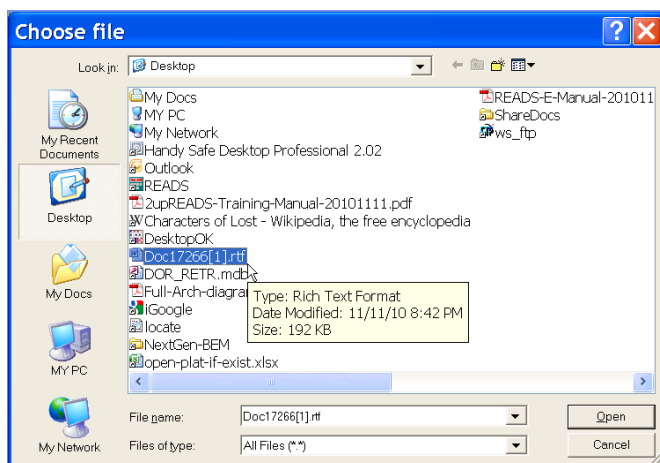 Choose file
Look in:
Desktop
My Recent
Documents
Desktop
My Docs
MY PC
My Network
My Docs
MY PC
My Network
Handy Safe Desktop Professional 2.02
Outlook
READS
2upREADS-Training-Manual-20101111.pdf
Characters of Lost - Wikipedia, the free encyclopedia
DesktopOK
Doc17266[1].rtf
DOR_RETR.mdb
Full-Arch-diagra
iGoogle
locate
NextGen-BEM
open-plat-if-exist.xlsx
READS-E-Manual-201011
ShareDocs
ws_ftp
Type: Rich Text Format
Date Modified: 11/11/10 8:42 PM
Size: 192 KB
File name:
Doc17266[1].rtf
Open
Files of type:
All Files (*.*)
Cancel